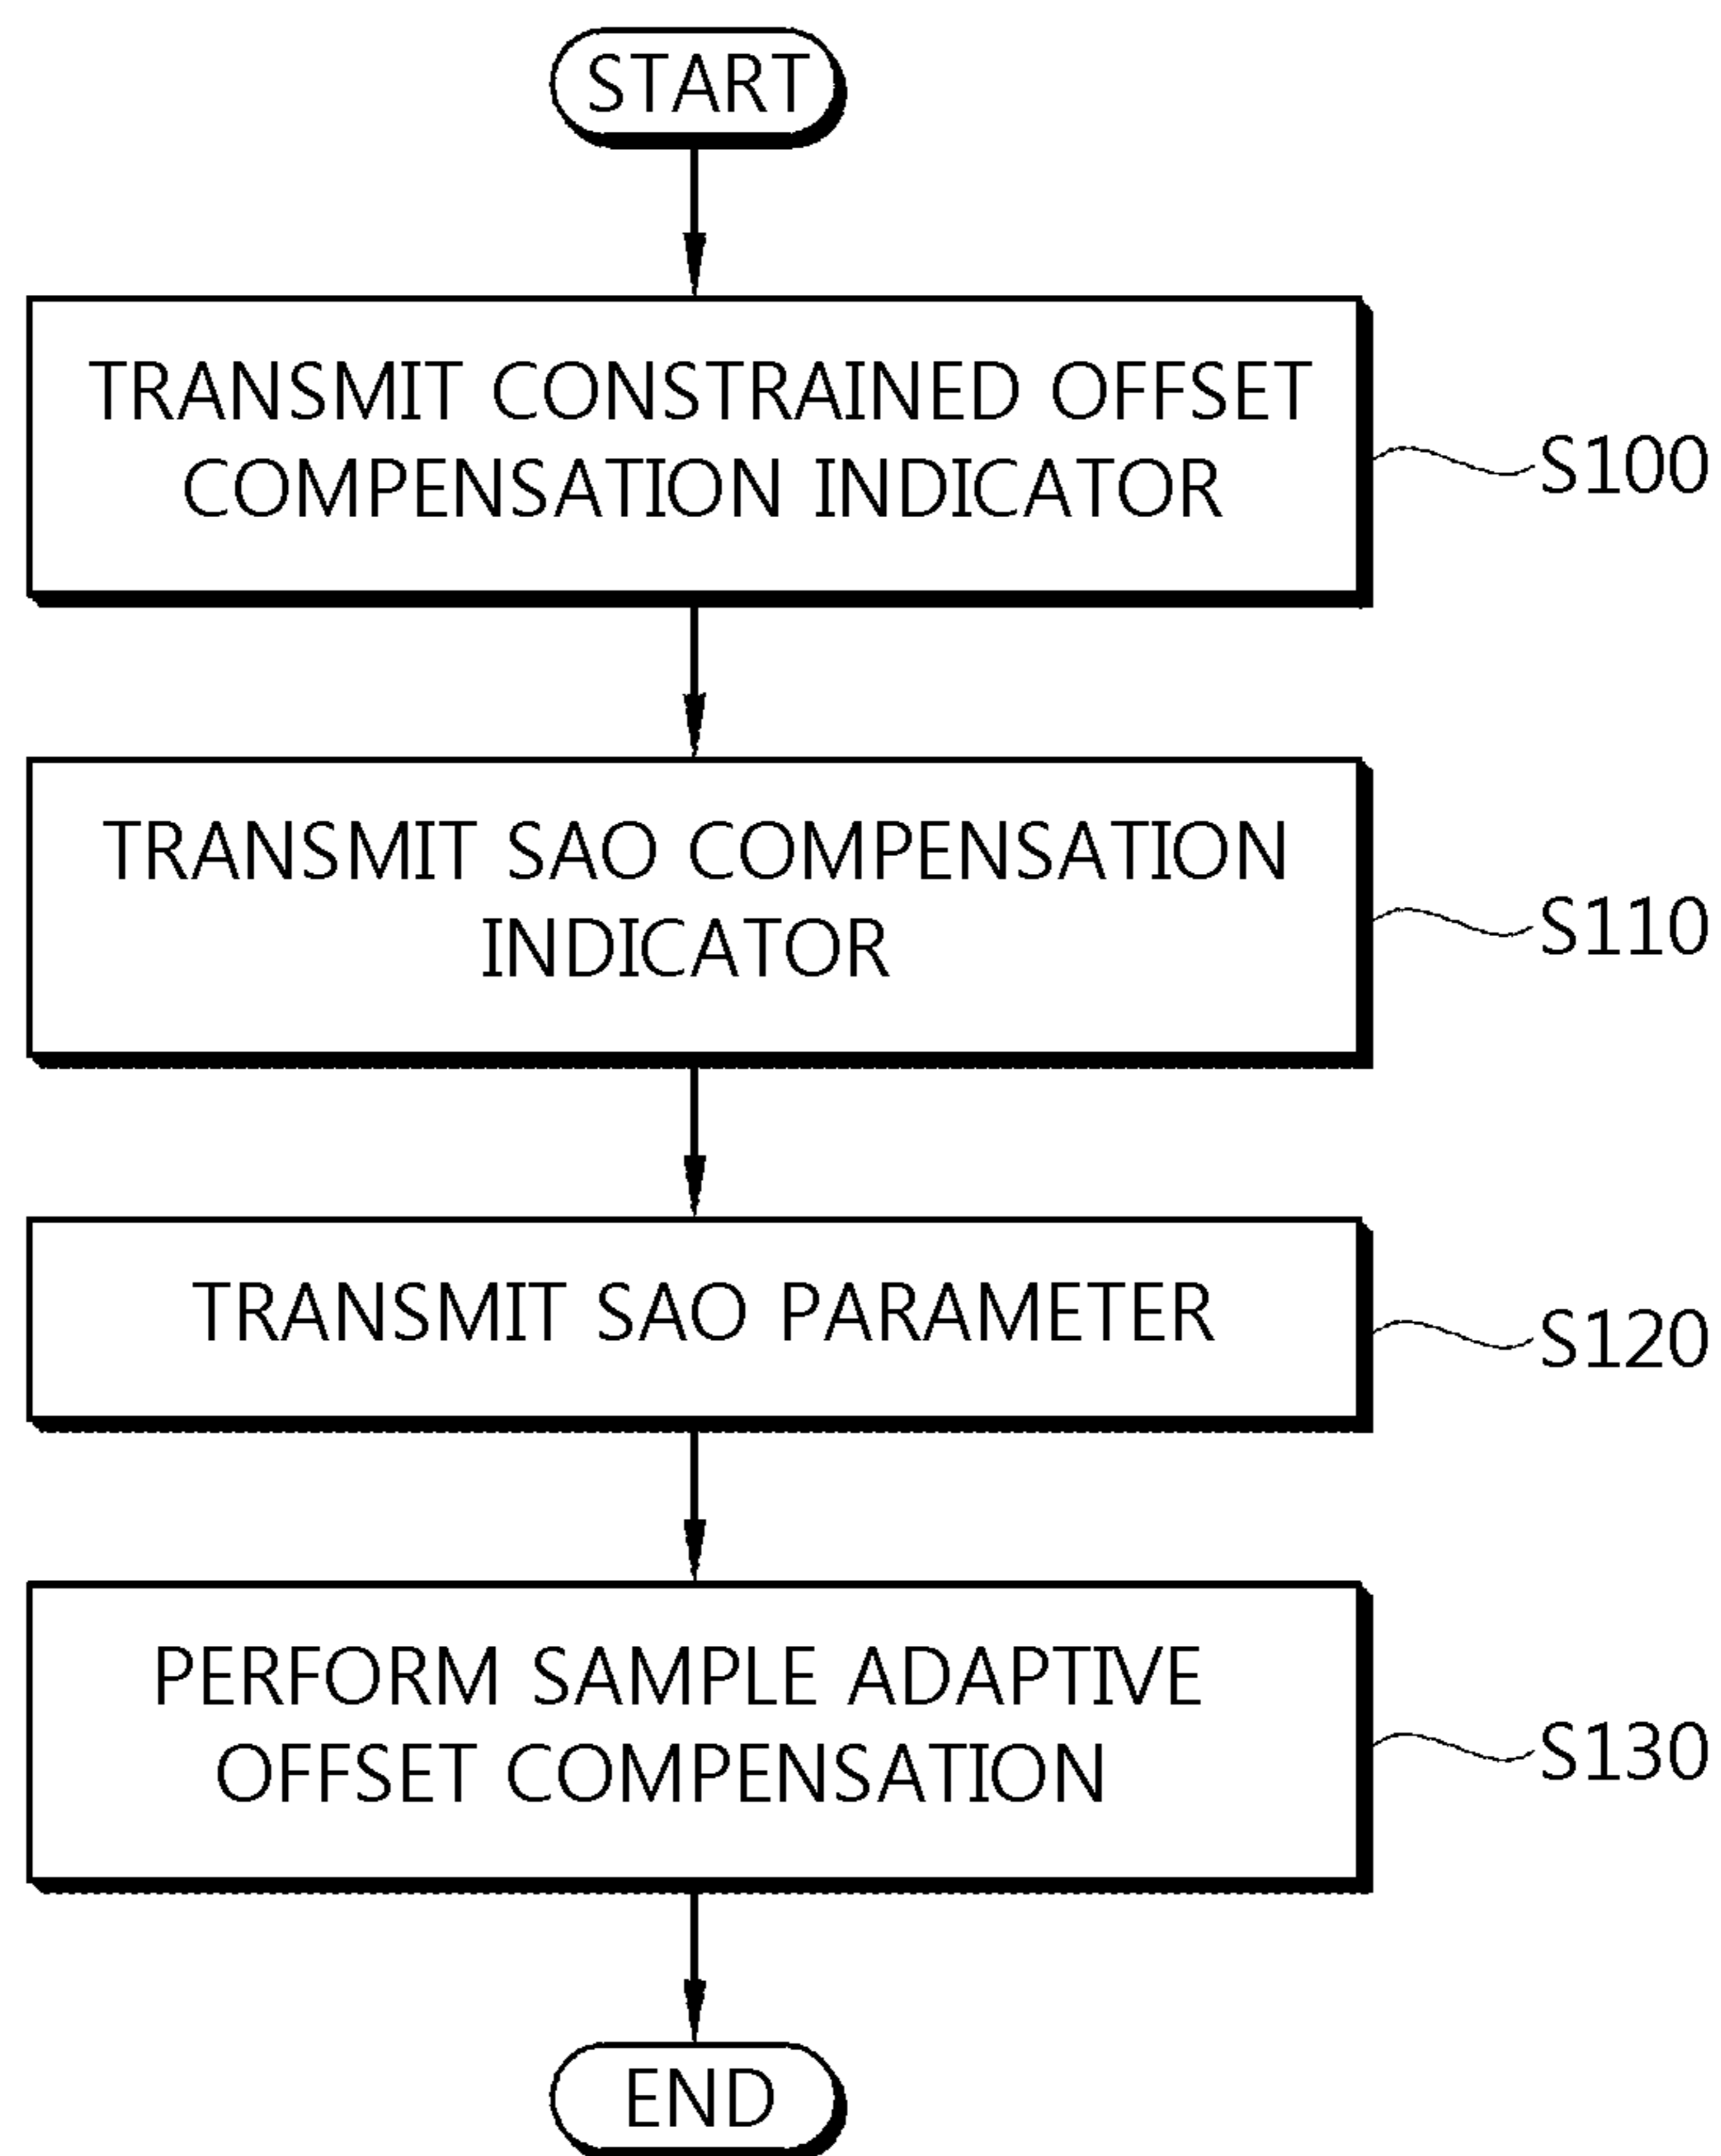 START
TRANSMIT CONSTRAINED OFFSET
COMPENSATION INDICATOR
S100
TRANSMIT SAO COMPENSATION
INDICATOR
S110
TRANSMIT SAO PARAMETER
S120
PERFORM SAMPLE ADAPTIVE
OFFSET COMPENSATION
S130
END